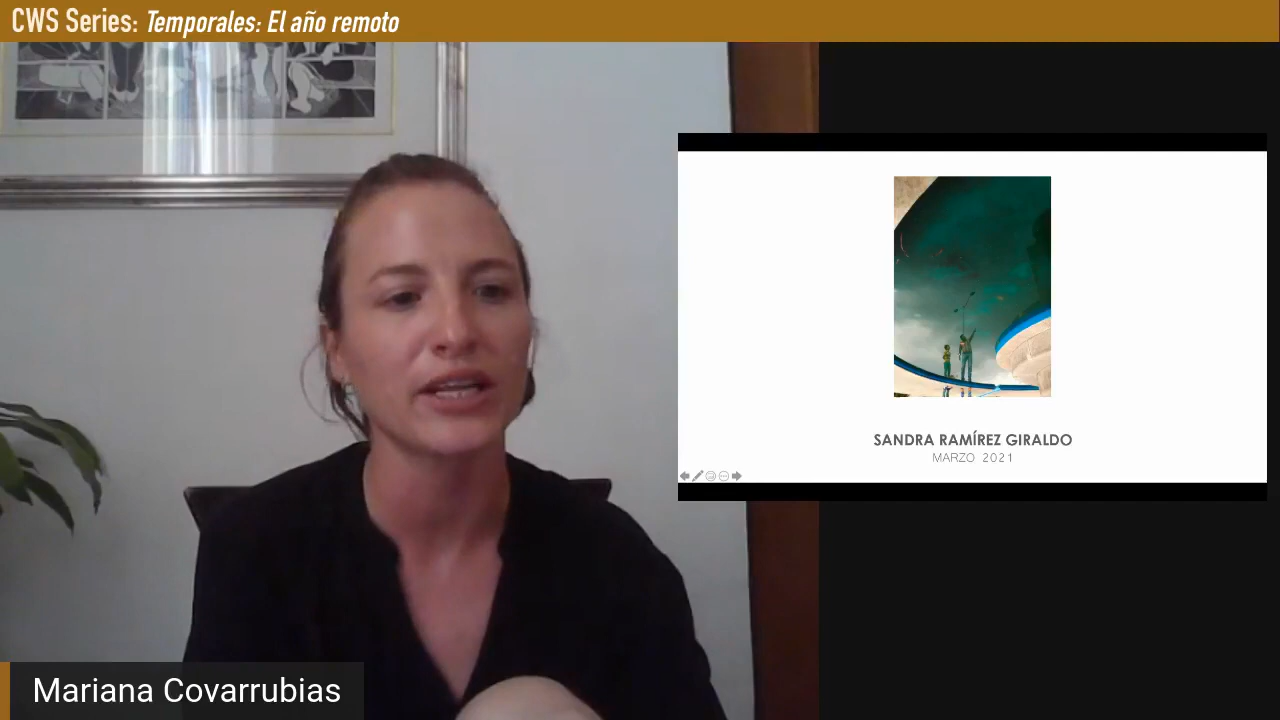 CWS Series: Temporales: El año remoto
SANDRA RAMÍREZ GIRALDO
MARZO 2021
Mariana Covarrubias